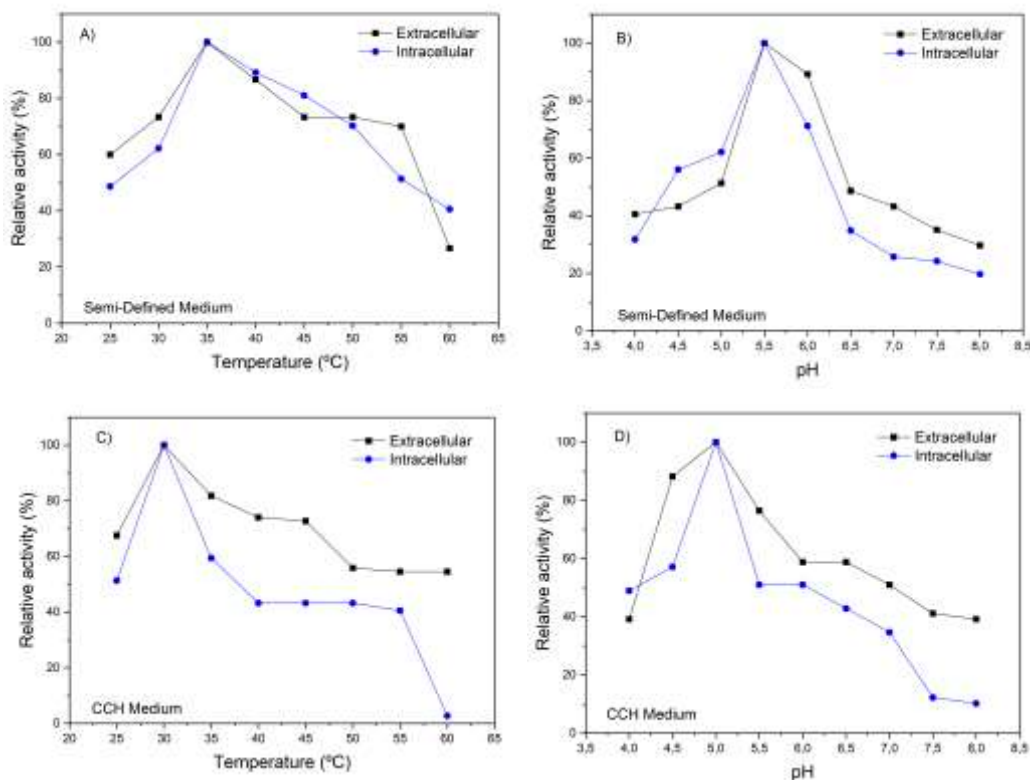 A)
Extracellular
Intracellular
Relative activity (%)
100
80
60
40
20
0
Semi-Defined Medium
20 25 30 35 40 45 50 55 60 65
Temperature (ºC)
B)
Extracellular
Intracellular
Relative activity (%)
100
80
60
40
20
0
Semi-Defined Medium
3,5 4,0 4,5 5,0 5,5 6,0 6,5 7,0 7,5 8,0 8,5
pH
C)
Extracellular
Intracellular
Relative activity (%)
100
80
60
40
20
0
CCH Medium
20 25 30 35 40 45 50 55 60 65
Temperature (ºC)
D)
Extracellular
Intracellular
Relative activity (%)
100
80
60
40
20
0
CCH Medium
3,5 4,0 4,5 5,0 5,5 6,0 6,5 7,0 7,5 8,0 8,5
pH